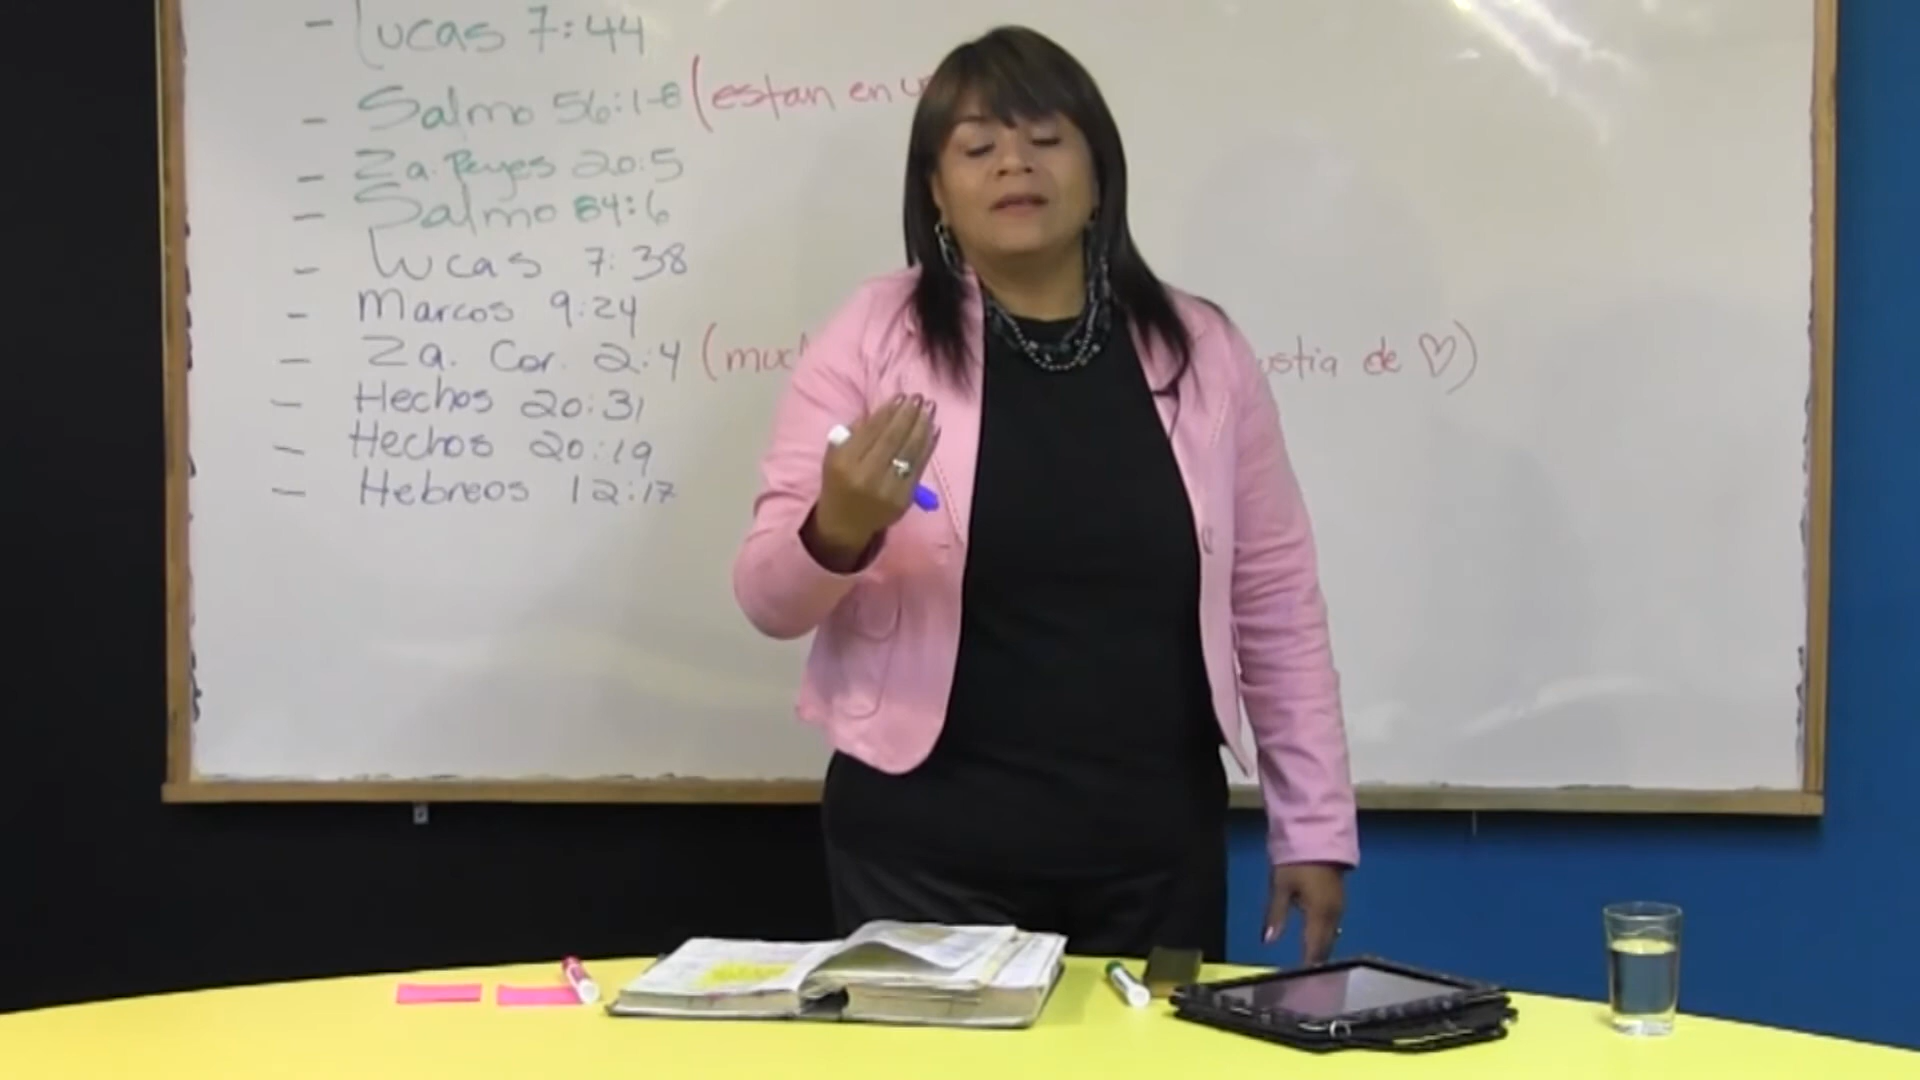 - Lucas 7:44
- Salmo 56:1-8 (estan en
- 2a. Reyes 20:5
- Salmo 84:6
- Lucas 7:38
- Marcos 9:24
- 2a. Cor. 2:4 (muc ustia de ♡)
- Hechos 20:31
- Hechos 20:19
- Hebreos 12:17